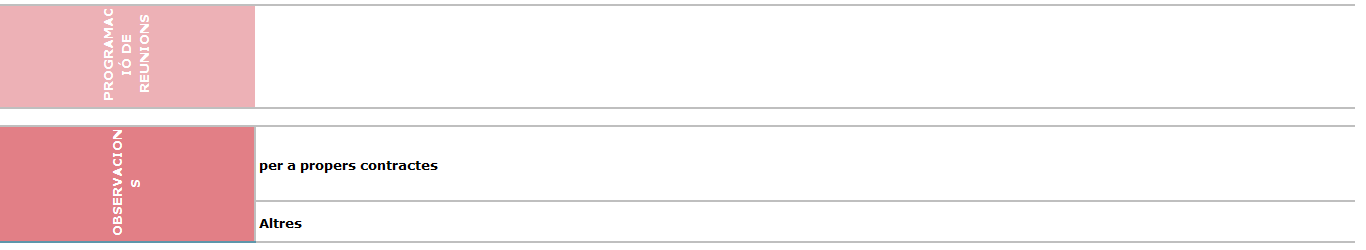 PROGRAMAC
IÓ DE
REUNIONS
OBSERVACION
S
per a propers contractes
Altres